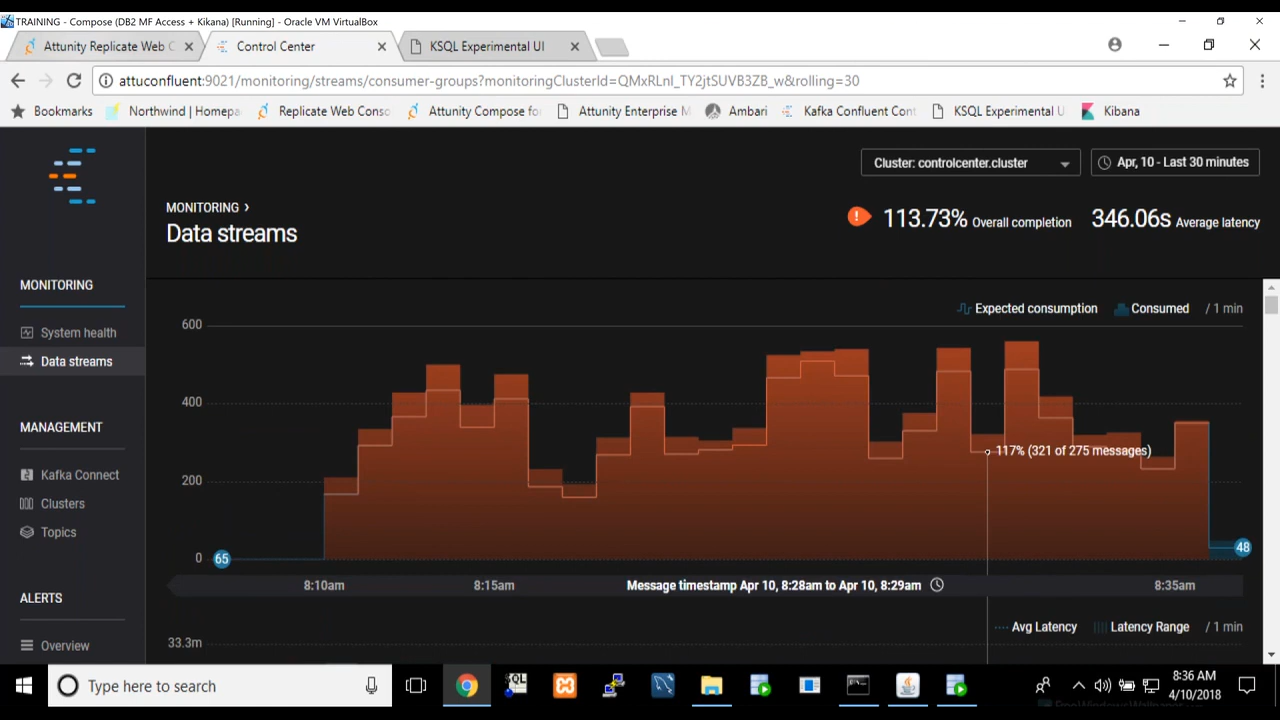 TRAINING - Compose (DB2 MF Access + Kikana) [Running] - Oracle VM VirtualBox
Attunity Replicate Web C
Control Center
KSQL Experimental UI
attuconfluent:9021/monitoring/streams/consumer-groups?monitoringClusterId=QMxRLnI_TY2jtSUVB3ZB_w&rolling=30
Bookmarks
Northwind | Homepa
Replicate Web Conso
Attunity Compose fo
Attunity Enterprise M
Ambari
Kafka Confluent Cont
KSQL Experimental U
Kibana
Cluster: controlcenter.cluster
Apr, 10 - Last 30 minutes
MONITORING ›
Data streams
! 113.73% Overall completion
346.06s Average latency
MONITORING
System health
Data streams
MANAGEMENT
Kafka Connect
Clusters
Topics
ALERTS
Overview
Expected consumption
Consumed
/ 1 min
600
400
200
0
65
117% (321 of 275 messages)
48
8:10am
8:15am
Message timestamp Apr 10, 8:28am to Apr 10, 8:29am
8:35am
Avg Latency
Latency Range
/ 1 min
33.3m
Type here to search
8:36 AM
4/10/2018